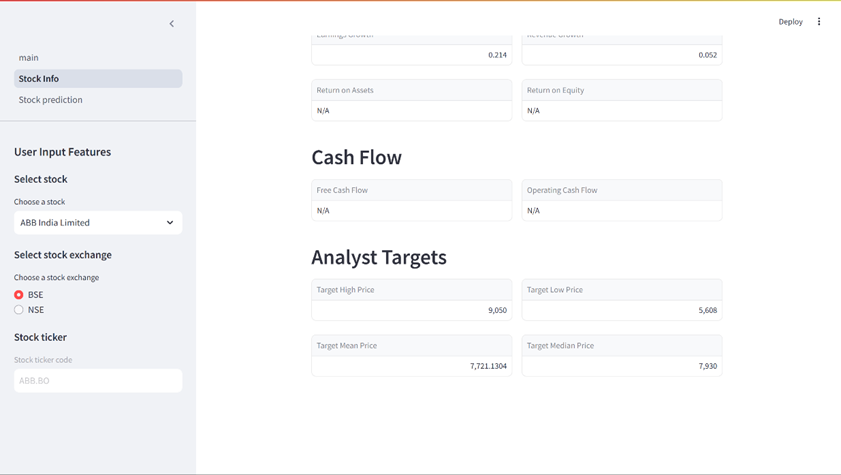 Deploy
main
Stock Info
Stock prediction
User Input Features
Select stock
Choose a stock
ABB India Limited
Select stock exchange
Choose a stock exchange
BSE
NSE
Stock ticker
Stock ticker code
ABB.BO
Earnings Growth
Revenue Growth
0.214
0.052
Return on Assets
Return on Equity
N/A
N/A
Cash Flow
Free Cash Flow
Operating Cash Flow
N/A
N/A
Analyst Targets
Target High Price
Target Low Price
9,050
5,608
Target Mean Price
Target Median Price
7,721.1304
7,930